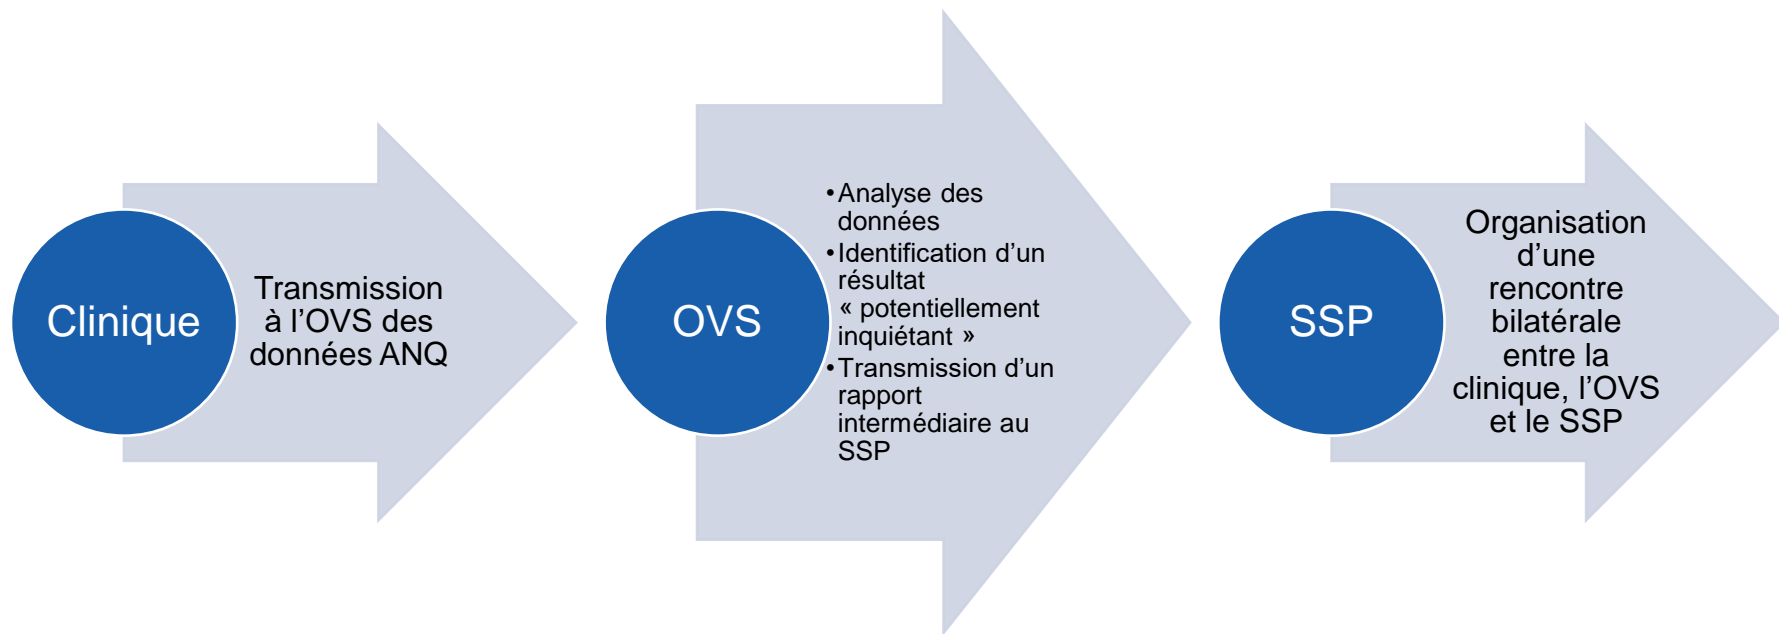 Clinique
Transmission
à l’OVS des
données ANQ
OVS
•Analyse des
données
•Identification d’un
résultat
« potentiellement
inquiétant »
•Transmission d’un
rapport
intermédiaire au
SSP
SSP
Organisation
d’une
rencontre
bilatérale
entre la
clinique, l’OVS
et le SSP